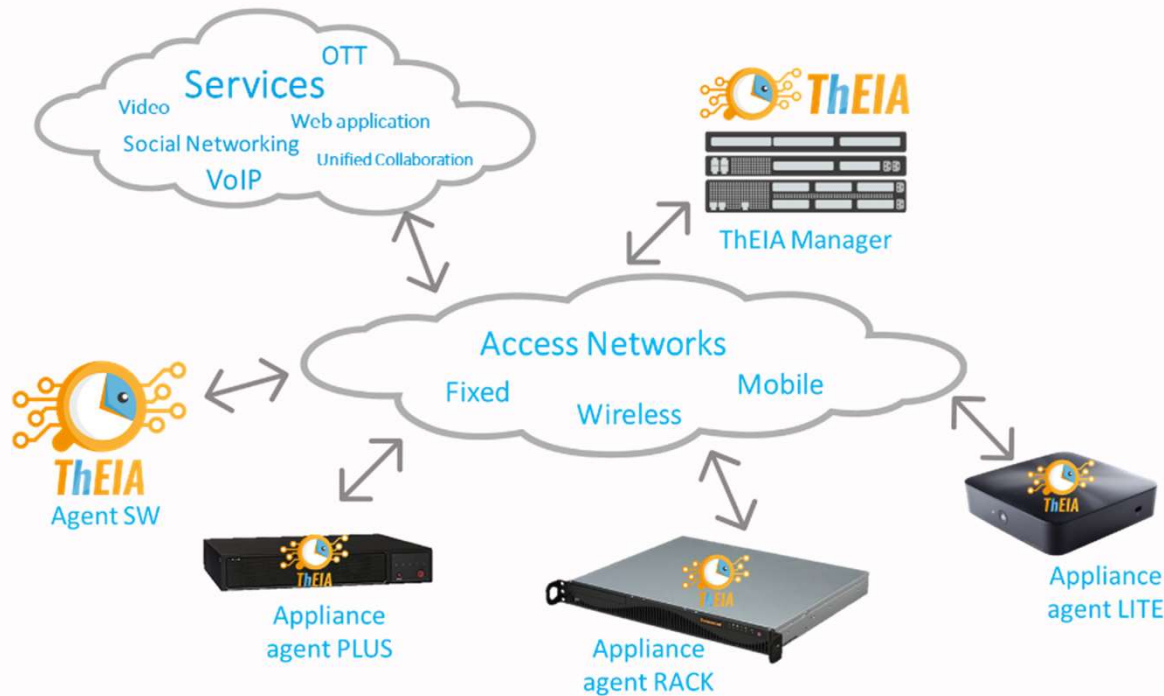 OTT
Services
Video
Web application
Social Networking
Unified Collaboration
VoIP
ThEIA
ThEIA Manager
Access Networks
Fixed
Mobile
Wireless
ThEIA
Agent SW
ThEIA
Appliance
agent PLUS
ThEIA
Appliance
agent RACK
ThEIA
Appliance
agent LITE